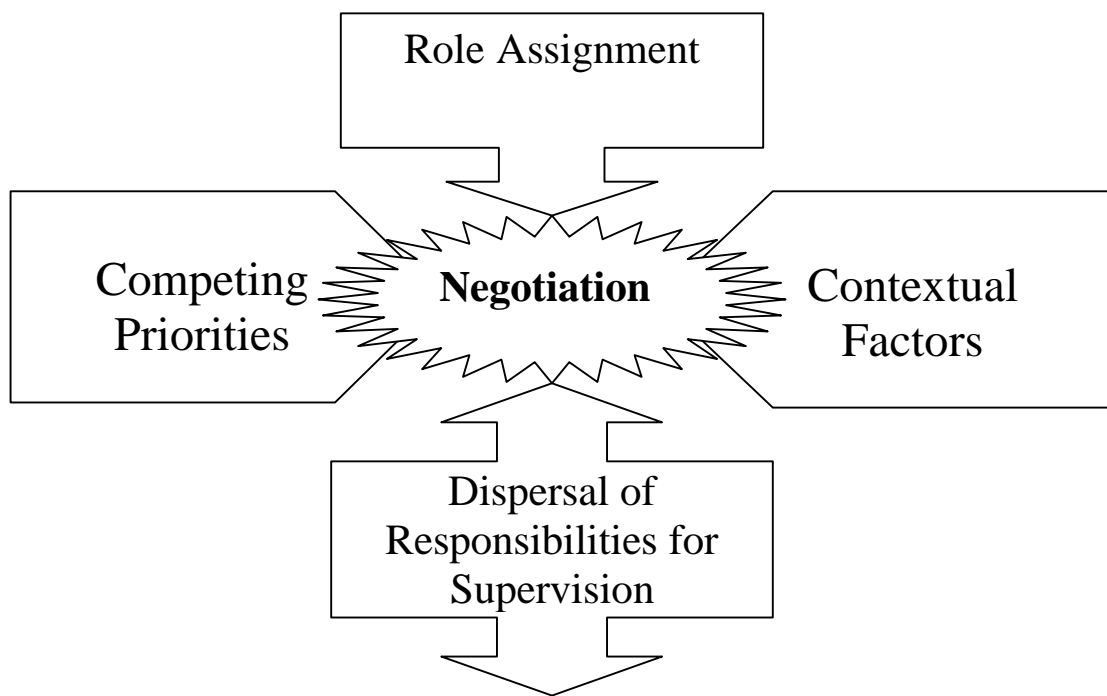 Role Assignment
Competing
Priorities
Negotiation
Contextual
Factors
Dispersal of
Responsibilities for
Supervision